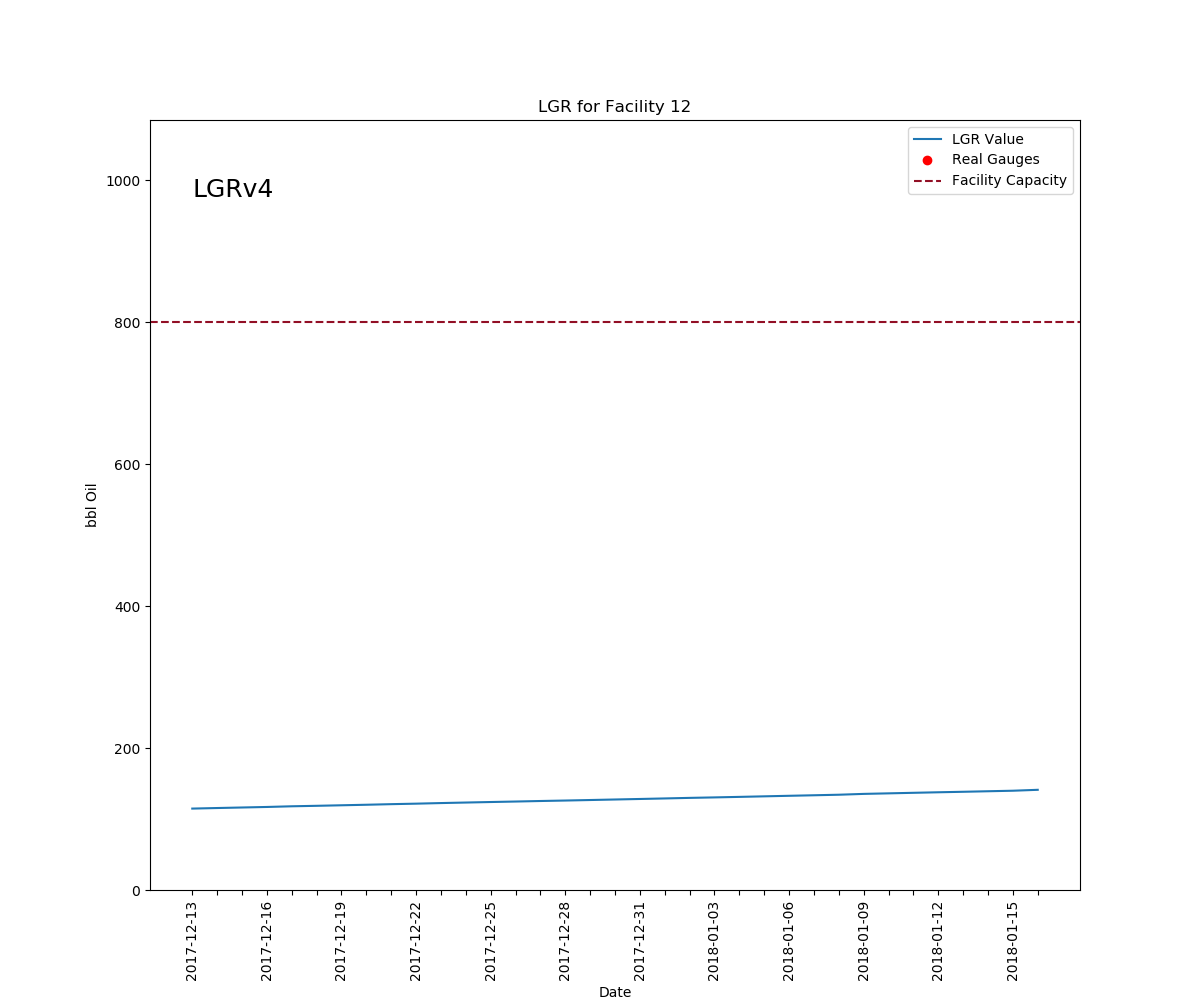 LGR for Facility 12
LGR Value
Real Gauges
Facility Capacity
LGRv4
1000
800
600
400
200
0
bbl Oil
2017-12-13
2017-12-16
2017-12-19
2017-12-22
2017-12-25
2017-12-28
2017-12-31
2018-01-03
2018-01-06
2018-01-09
2018-01-12
2018-01-15
Date